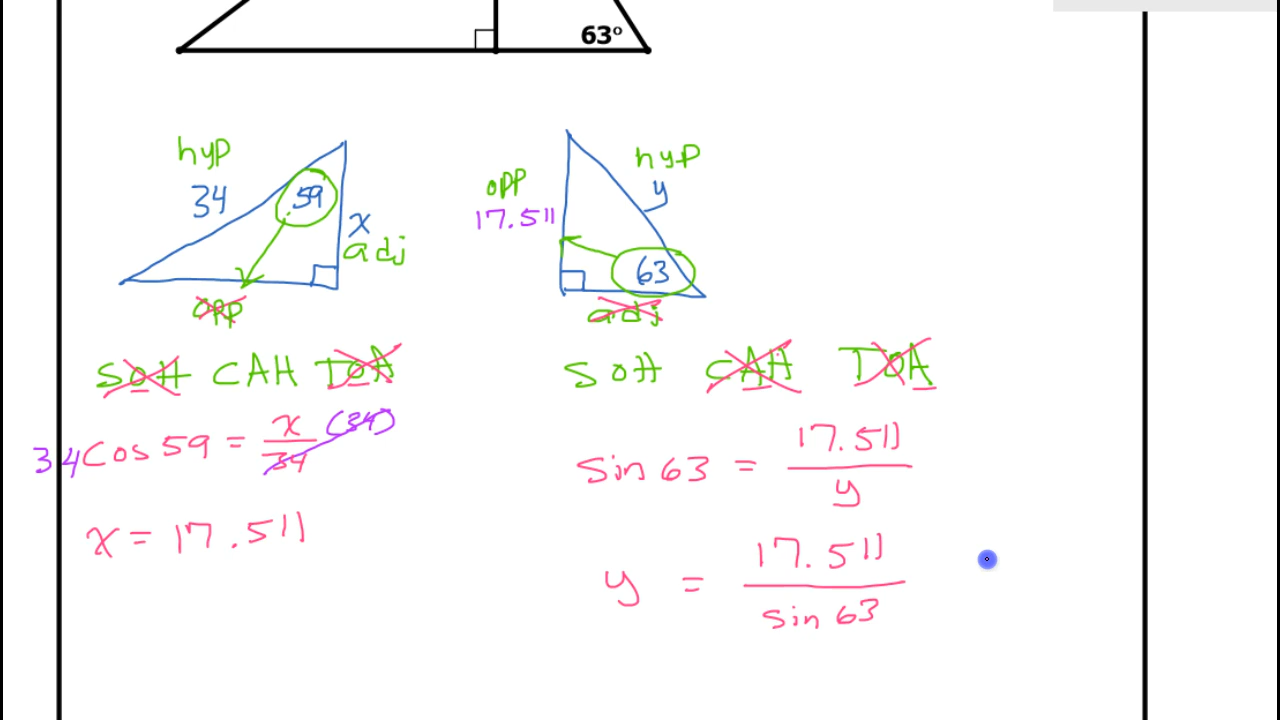 63º
hyp
34
59
x
adj
opp
opp
17.511
hyp
y
63
adj
SOH CAH TOA
34 Cos 59 = x/34 (34)
x = 17.511
SOH CAH TOA
Sin 63 = 17.511/y
y = 17.511/sin 63